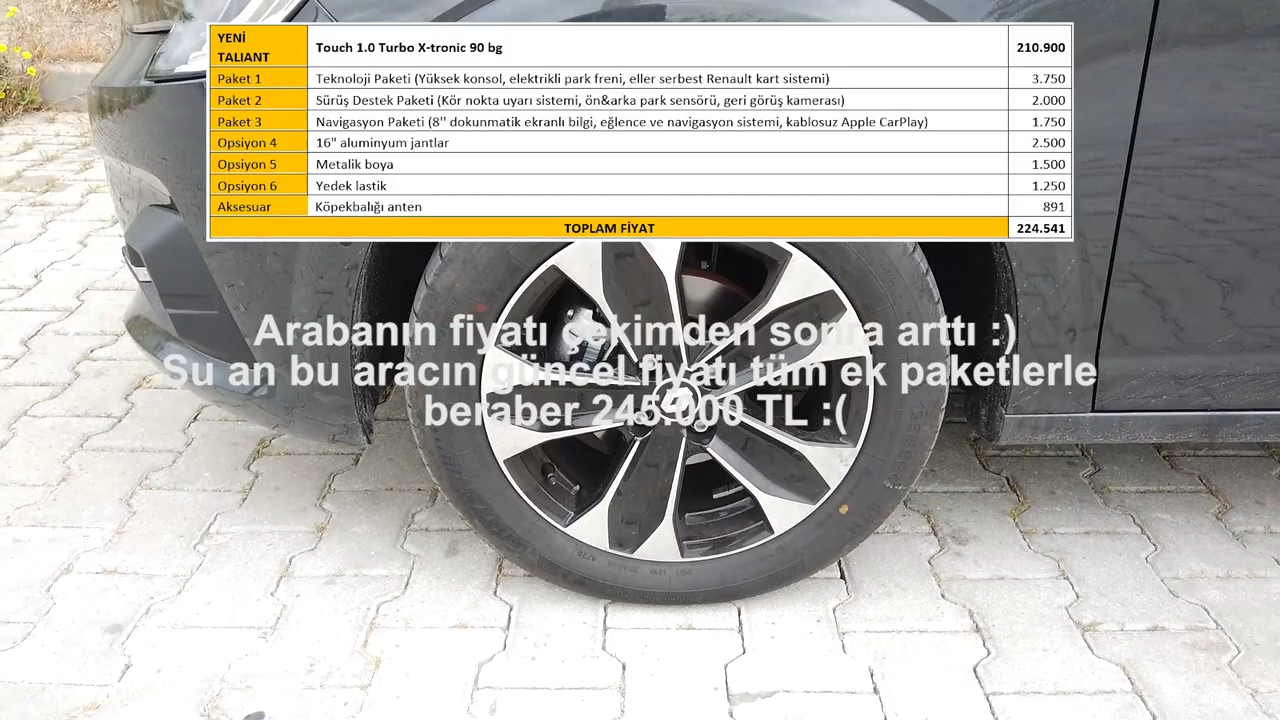 YENİ TALIANT Touch 1.0 Turbo X-tronic 90 bg 210.900
Paket 1 Teknoloji Paketi (Yüksek konsol, elektrikli park freni, eller serbest Renault kart sistemi) 3.750
Paket 2 Sürüş Destek Paketi (Kör nokta uyarı sistemi, ön&arka park sensörü, geri görüş kamerası) 2.000
Paket 3 Navigasyon Paketi (8'' dokunmatik ekranlı bilgi, eğlence ve navigasyon sistemi, kablosuz Apple CarPlay) 1.750
Opsiyon 4 16" aluminyum jantlar 2.500
Opsiyon 5 Metalik boya 1.500
Opsiyon 6 Yedek lastik 1.250
Aksesuar Köpekbalığı anten 891
TOPLAM FİYAT 224.541
Arabanın fiyatı çekimden sonra arttı :)
Şu an bu aracın güncel fiyatı tüm ek paketlerle
beraber 245.000 TL :(